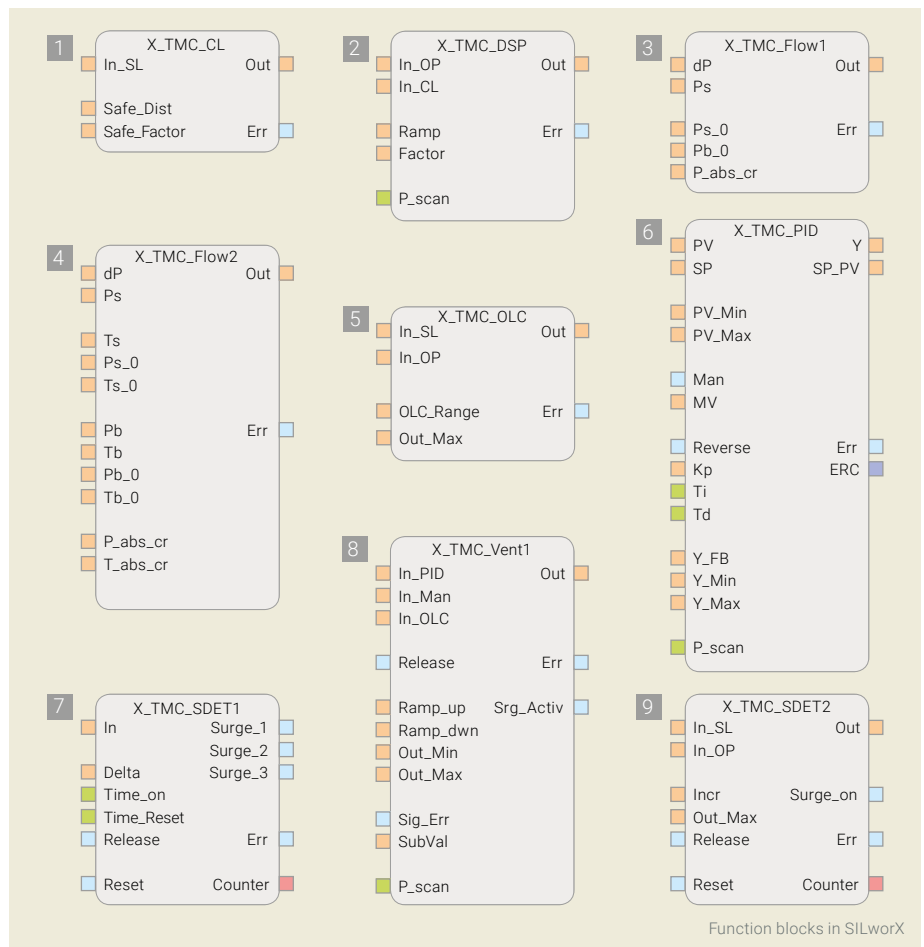 1
X_TMC_CL
In_SL Out
Safe_Dist
Safe_Factor Err
2
X_TMC_DSP
In_OP Out
In_CL
Ramp Err
Factor
P_scan
3
X_TMC_Flow1
dP Out
Ps
Ps_0 Err
Pb_0
P_abs_cr
4
X_TMC_Flow2
dP Out
Ps
Ts
Ps_0
Ts_0
Pb Err
Tb
Pb_0
Tb_0
P_abs_cr
T_abs_cr
5
X_TMC_OLC
In_SL Out
In_OP
OLC_Range Err
Out_Max
6
X_TMC_PID
PV Y
SP SP_PV
PV_Min
PV_Max
Man
MV
Reverse Err
Kp ERC
Ti
Td
Y_FB
Y_Min
Y_Max
P_scan
7
X_TMC_SDET1
In Surge_1
Surge_2
Delta Surge_3
Time_on
Time_Reset
Release Err
Reset Counter
8
X_TMC_Vent1
In_PID Out
In_Man
In_OLC
Release Err
Ramp_up Srg_Activ
Ramp_dwn
Out_Min
Out_Max
Sig_Err
SubVal
P_scan
9
X_TMC_SDET2
In_SL Out
In_OP
Incr Surge_on
Out_Max
Release Err
Reset Counter
Function blocks in SILworX